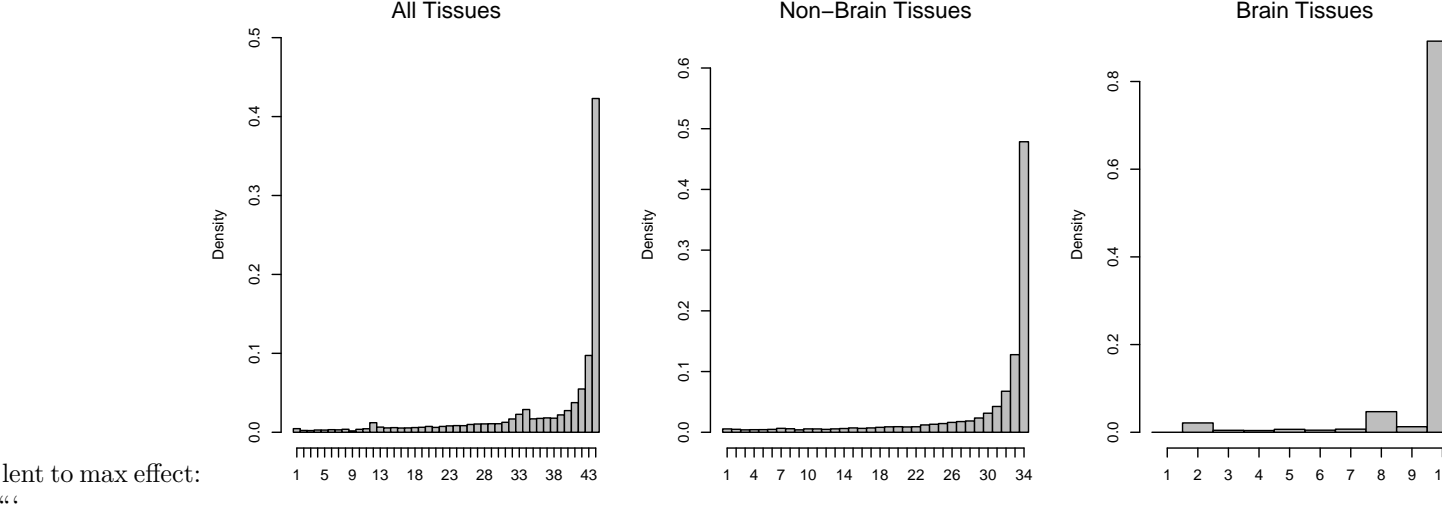 All Tissues
Non−Brain Tissues
Brain Tissues
Density
0.0 0.1 0.2 0.3 0.4 0.5
1 5 9 13 18 23 28 33 38 43
Density
0.0 0.1 0.2 0.3 0.4 0.5 0.6
1 4 7 10 14 18 22 26 30 34
Density
0.0 0.2 0.4 0.6 0.8
1 2 3 4 5 6 7 8 9
lent to max effect:
“‘